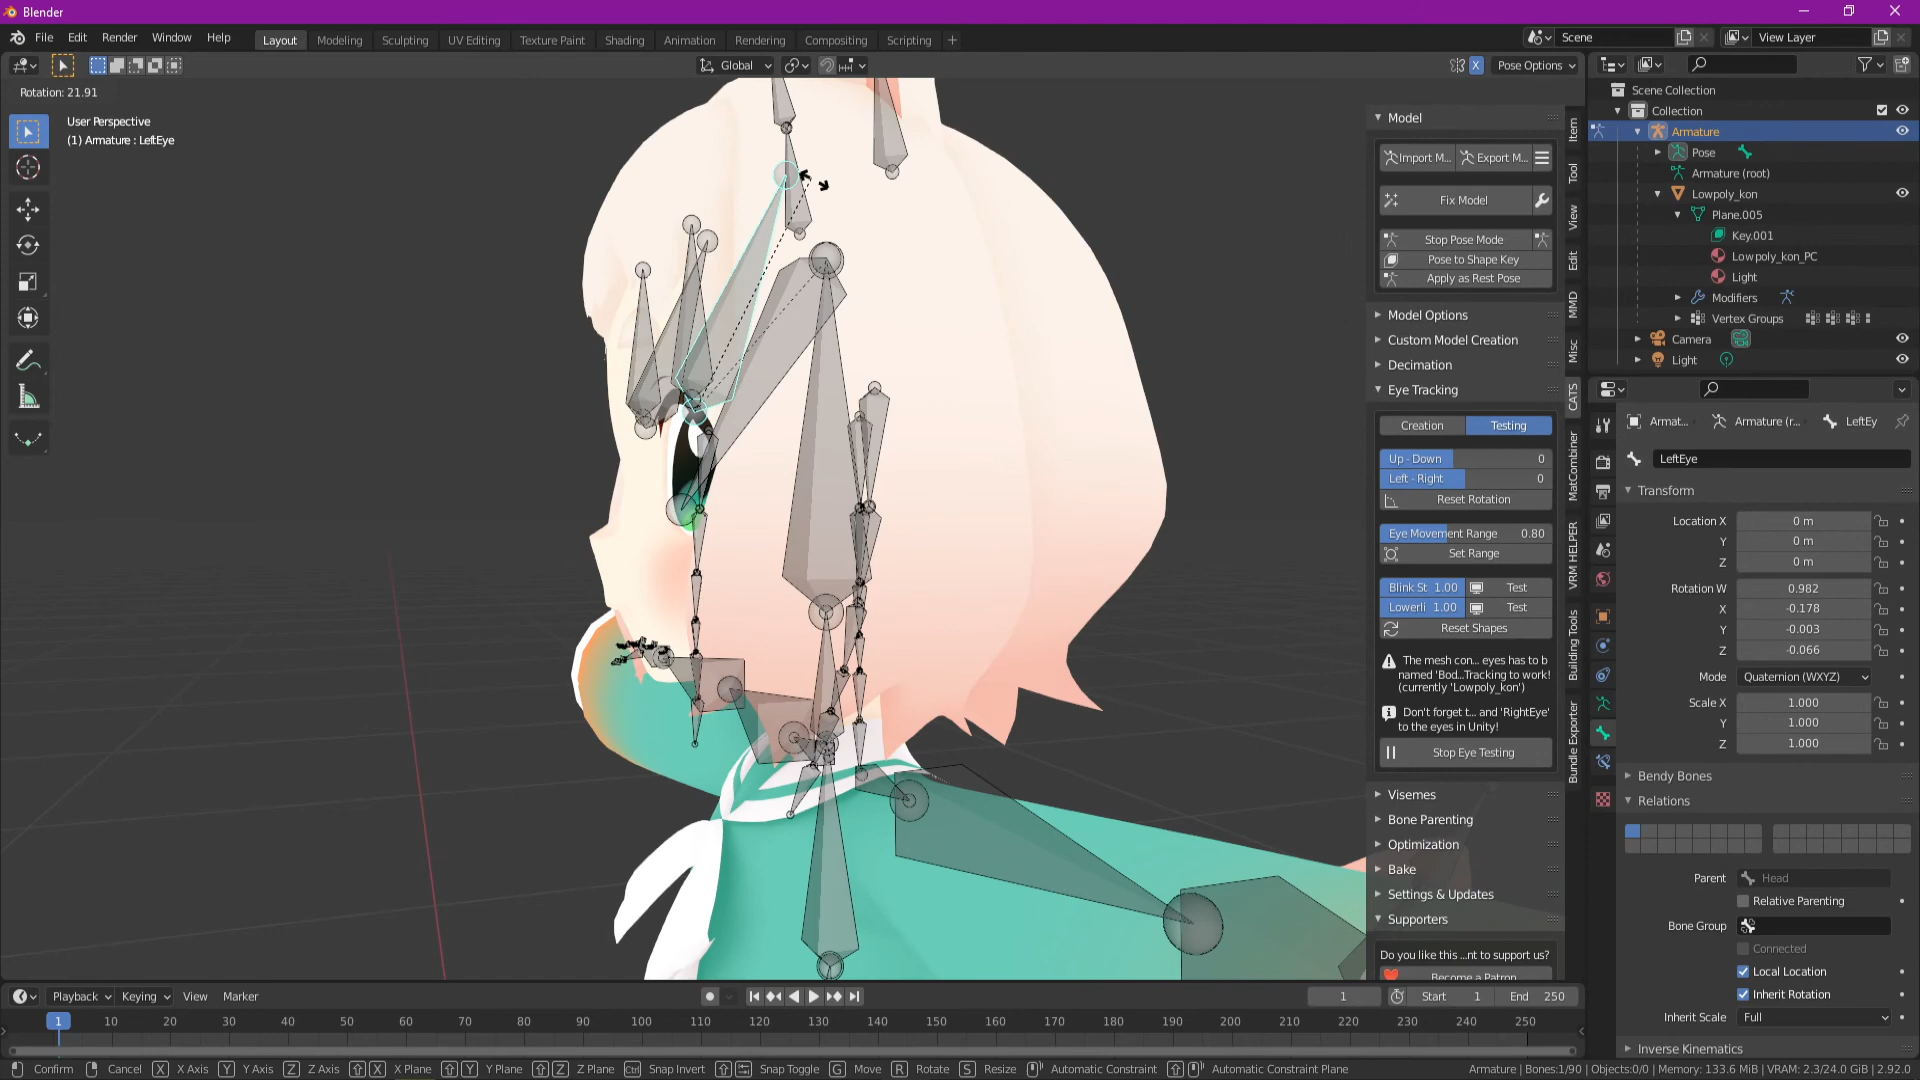 Blender
File Edit Render Window Help
Layout Modeling Sculpting UV Editing Texture Paint Shading Animation Rendering Compositing Scripting +
Scene
View Layer
Global
X
Pose Options
Rotation: 21.91
User Perspective
(1) Armature : LeftEye
Model
Import M...
Export M...
Fix Model
Stop Pose Mode
Pose to Shape Key
Apply as Rest Pose
Model Options
Custom Model Creation
Decimation
Eye Tracking
Creation
Testing
Up - Down 0
Left - Right 0
Reset Rotation
Eye Movement Range 0.80
Set Range
Blink St 1.00
Test
Lowerli 1.00
Test
Reset Shapes
The mesh con... eyes has to b
named 'Bod...Tracking to work!
(currently 'Lowpoly_kon')
Don't forget t... and 'RightEye'
to the eyes in Unity!
Stop Eye Testing
Visemes
Bone Parenting
Optimization
Bake
Settings & Updates
Supporters
Do you like this ...nt to support us?
Become a Patron
Item
Tool
View
Edit
MMD
Misc
CATS
MatCombiner
VRM HELPER
Building Tools
Bundle Exporter
Scene Collection
Collection
Armature
Pose
Armature (root)
Lowpoly_kon
Plane.005
Key.001
Lowpoly_kon_PC
Light
Modifiers
Vertex Groups
Camera
Light
Armat...
Armature (r...
LeftEy
LeftEye
Transform
Location X 0 m
Y 0 m
Z 0 m
Rotation W 0.982
X -0.178
Y -0.003
Z -0.066
Mode Quaternion (WXYZ)
Scale X 1.000
Y 1.000
Z 1.000
Bendy Bones
Relations
Parent Head
Relative Parenting
Bone Group
Connected
Local Location
Inherit Rotation
Inherit Scale Full
Inverse Kinematics
Playback Keying View Marker
1
Start 1
End 250
1 10 20 30 40 50 60 70 80 90 100 110 120 130 140 150 160 170 180 190 200 210 220 230 240 250
Confirm Cancel X X Axis Y Y Axis Z Z Axis X X Plane Y Y Plane Z Z Plane Ctrl Snap Invert Snap Toggle G Move R Rotate S Resize Automatic Constraint Automatic Constraint Plane
Armature | Bones:1/90 | Objects:0/0 | Memory: 133.6 MiB | VRAM: 2.3/24.0 GiB | 2.92.0